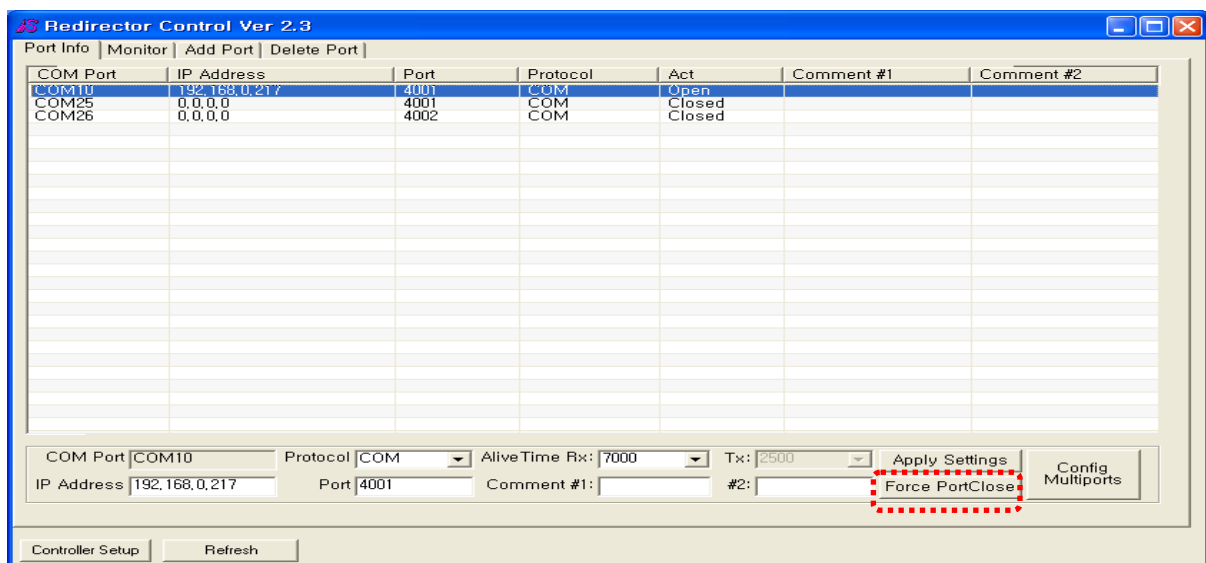 JS Redirector Control Ver 2.3
Port Info | Monitor | Add Port | Delete Port |
COM Port IP Address Port Protocol Act Comment #1 Comment #2
COM10 192,168,0,217 4001 COM Open
COM25 0,0,0,0 4001 COM Closed
COM26 0,0,0,0 4002 COM Closed
COM Port COM10 Protocol COM AliveTime Rx: 7000 Tx: 2500 Apply Settings Config Multiports
IP Address 192,168,0,217 Port 4001 Comment #1: #2: Force PortClose
Controller Setup Refresh